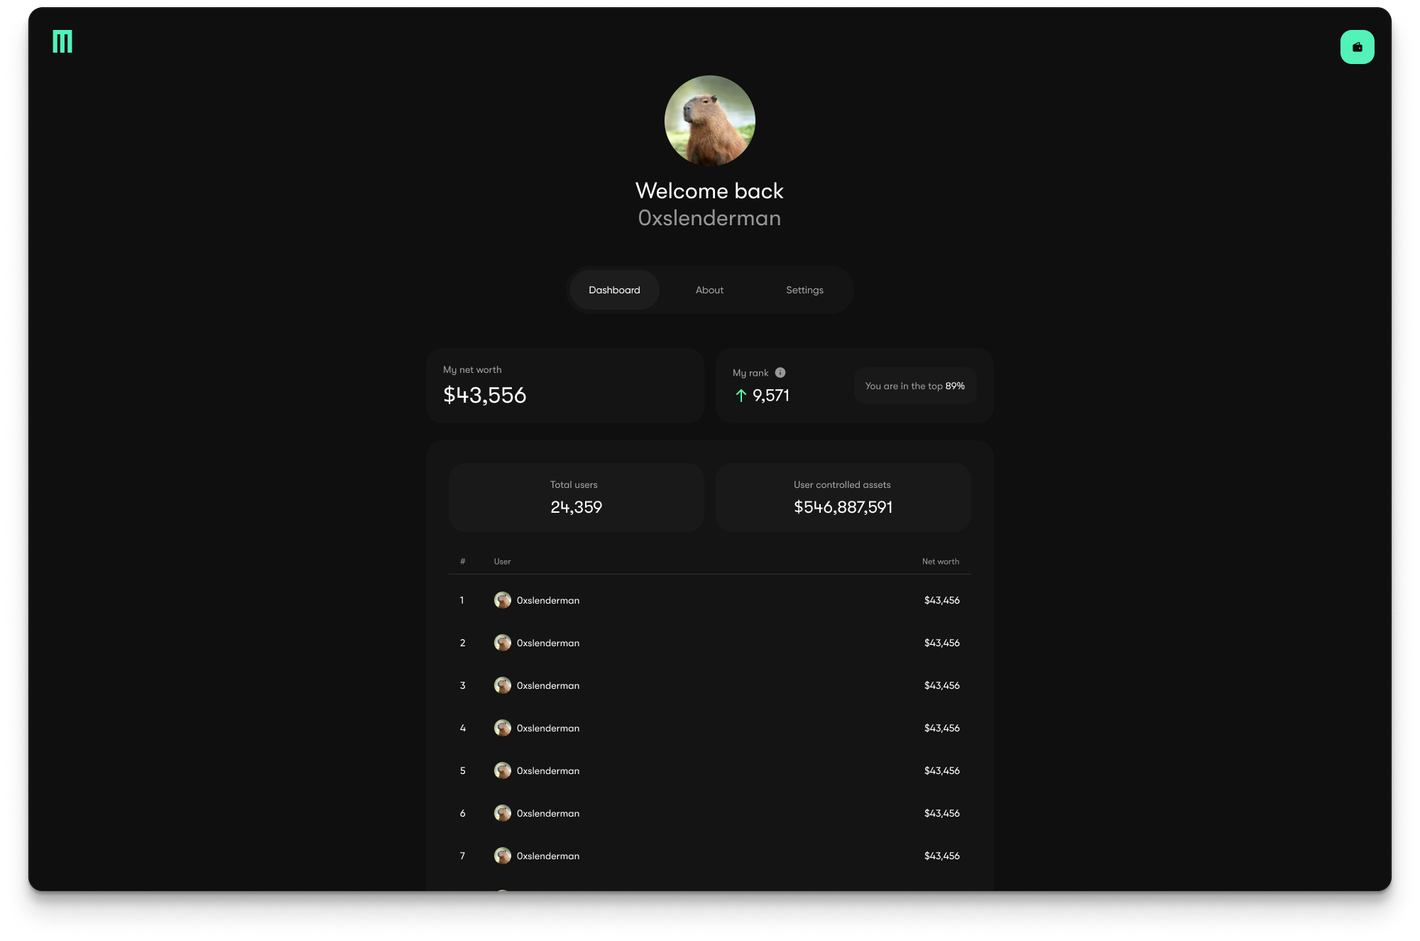 Welcome back
0xslenderman
Dashboard About Settings
My net worth
$43,556
My rank
9,571
You are in the top 89%
Total users
24,359
User controlled assets
$546,887,591
# User Net worth
1 0xslenderman $43,456
2 0xslenderman $43,456
3 0xslenderman $43,456
4 0xslenderman $43,456
5 0xslenderman $43,456
6 0xslenderman $43,456
7 0xslenderman $43,456